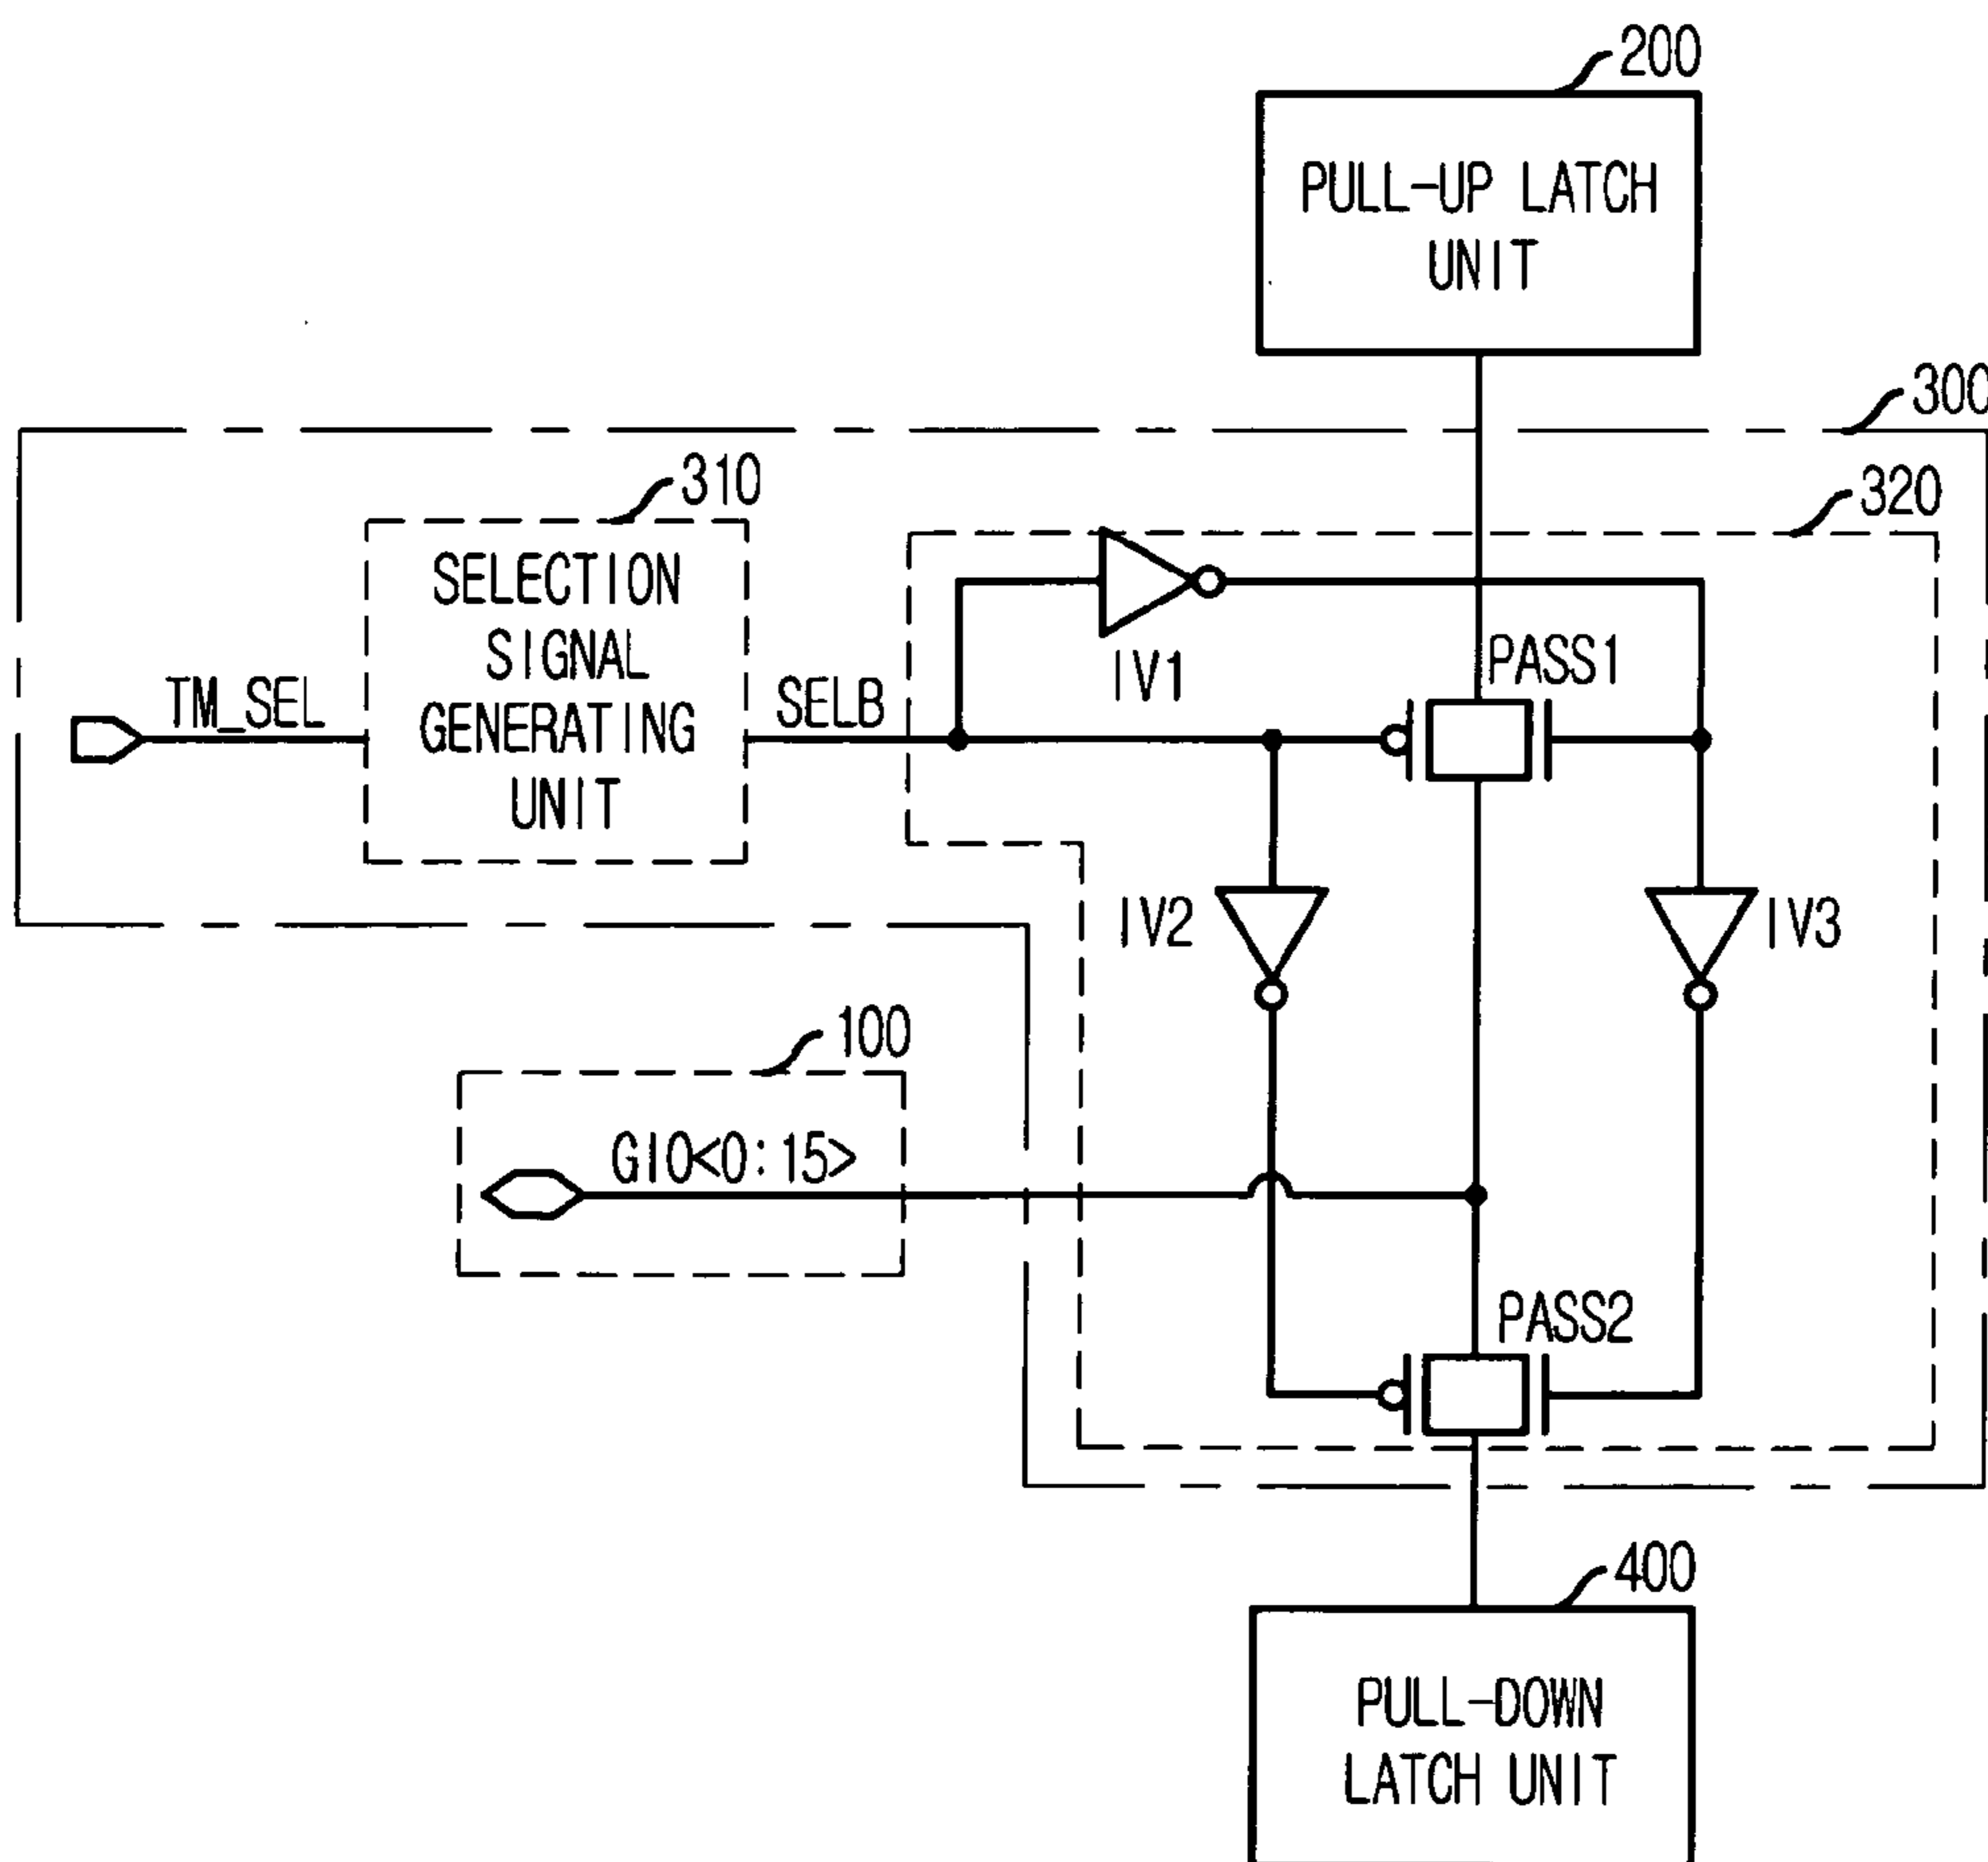 200
PULL-UP LATCH
UNIT
300
310
320
SELECTION
SIGNAL
GENERATING
UNIT
TM_SEL
SELB
IV1
PASS1
IV2
IV3
100
GIO<0:15>
PASS2
400
PULL-DOWN
LATCH UNIT